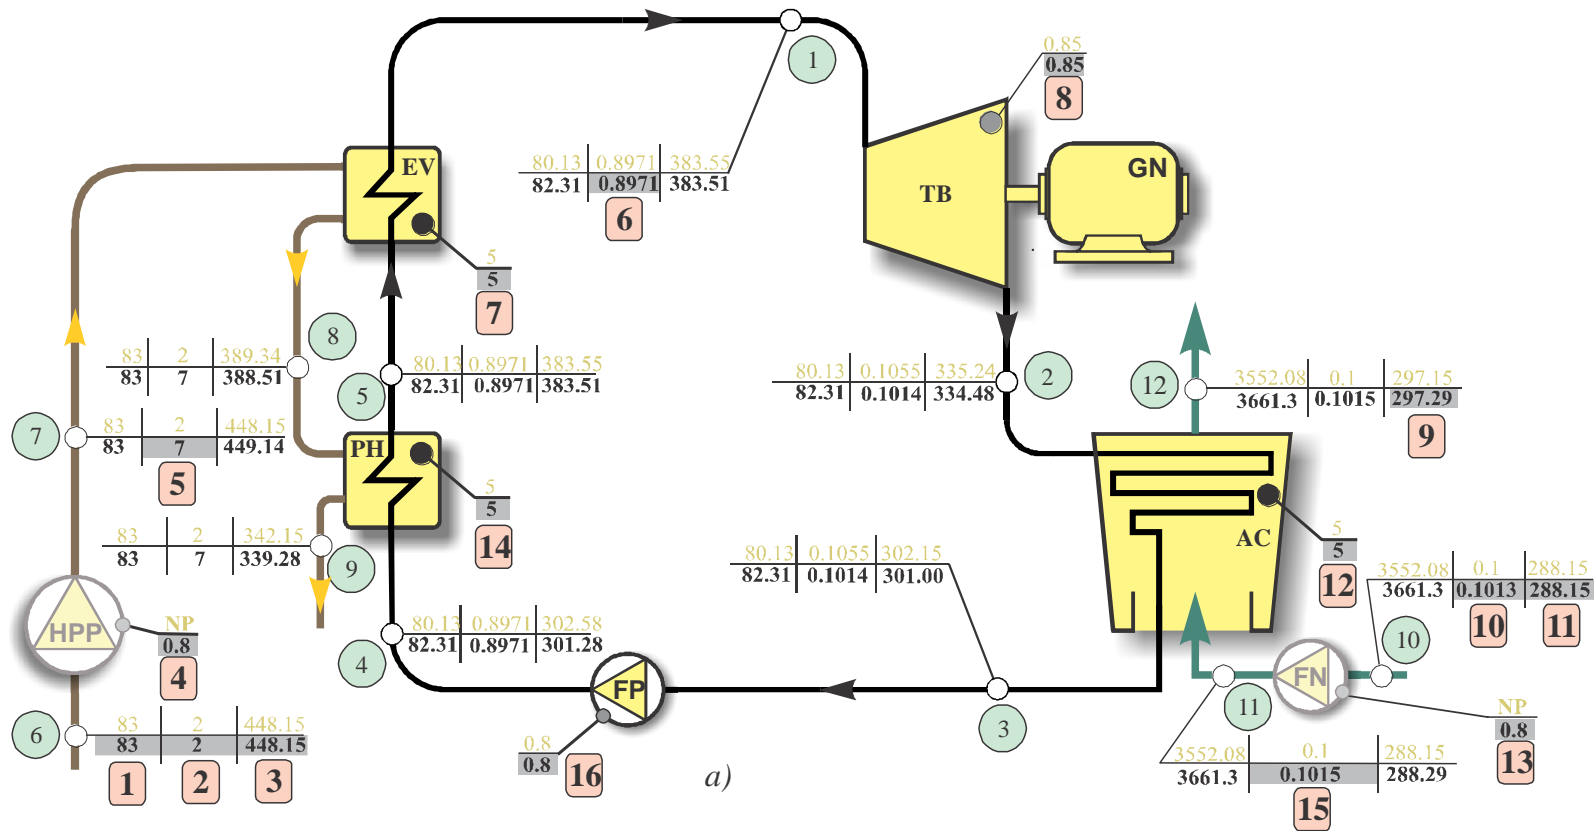 1
0.85
0.85
8
EV
80.13 0.8971 383.55
82.31 0.8971 383.51
6
TB
GN
5
5
7
8
83 2 389.34
83 7 388.51
80.13 0.8971 383.55
82.31 0.8971 383.51
5
80.13 0.1055 335.24
82.31 0.1014 334.48
2
12
3552.08 0.1 297.15
3661.3 0.1015 297.29
9
7
83 2 448.15
83 7 449.14
5
PH
5
5
14
83 2 342.15
83 7 339.28
9
80.13 0.1055 302.15
82.31 0.1014 301.00
AC
5
5
12
3552.08 0.1 288.15
3661.3 0.1013 288.15
10 11
HPP
NP
0.8
4
80.13 0.8971 302.58
82.31 0.8971 301.28
4
FP
3
10
FN
11
NP
0.8
13
6
83 2 448.15
83 2 448.15
1 2 3
0.8
0.8
16
a)
3552.08 0.1 288.15
3661.3 0.1015 288.29
15